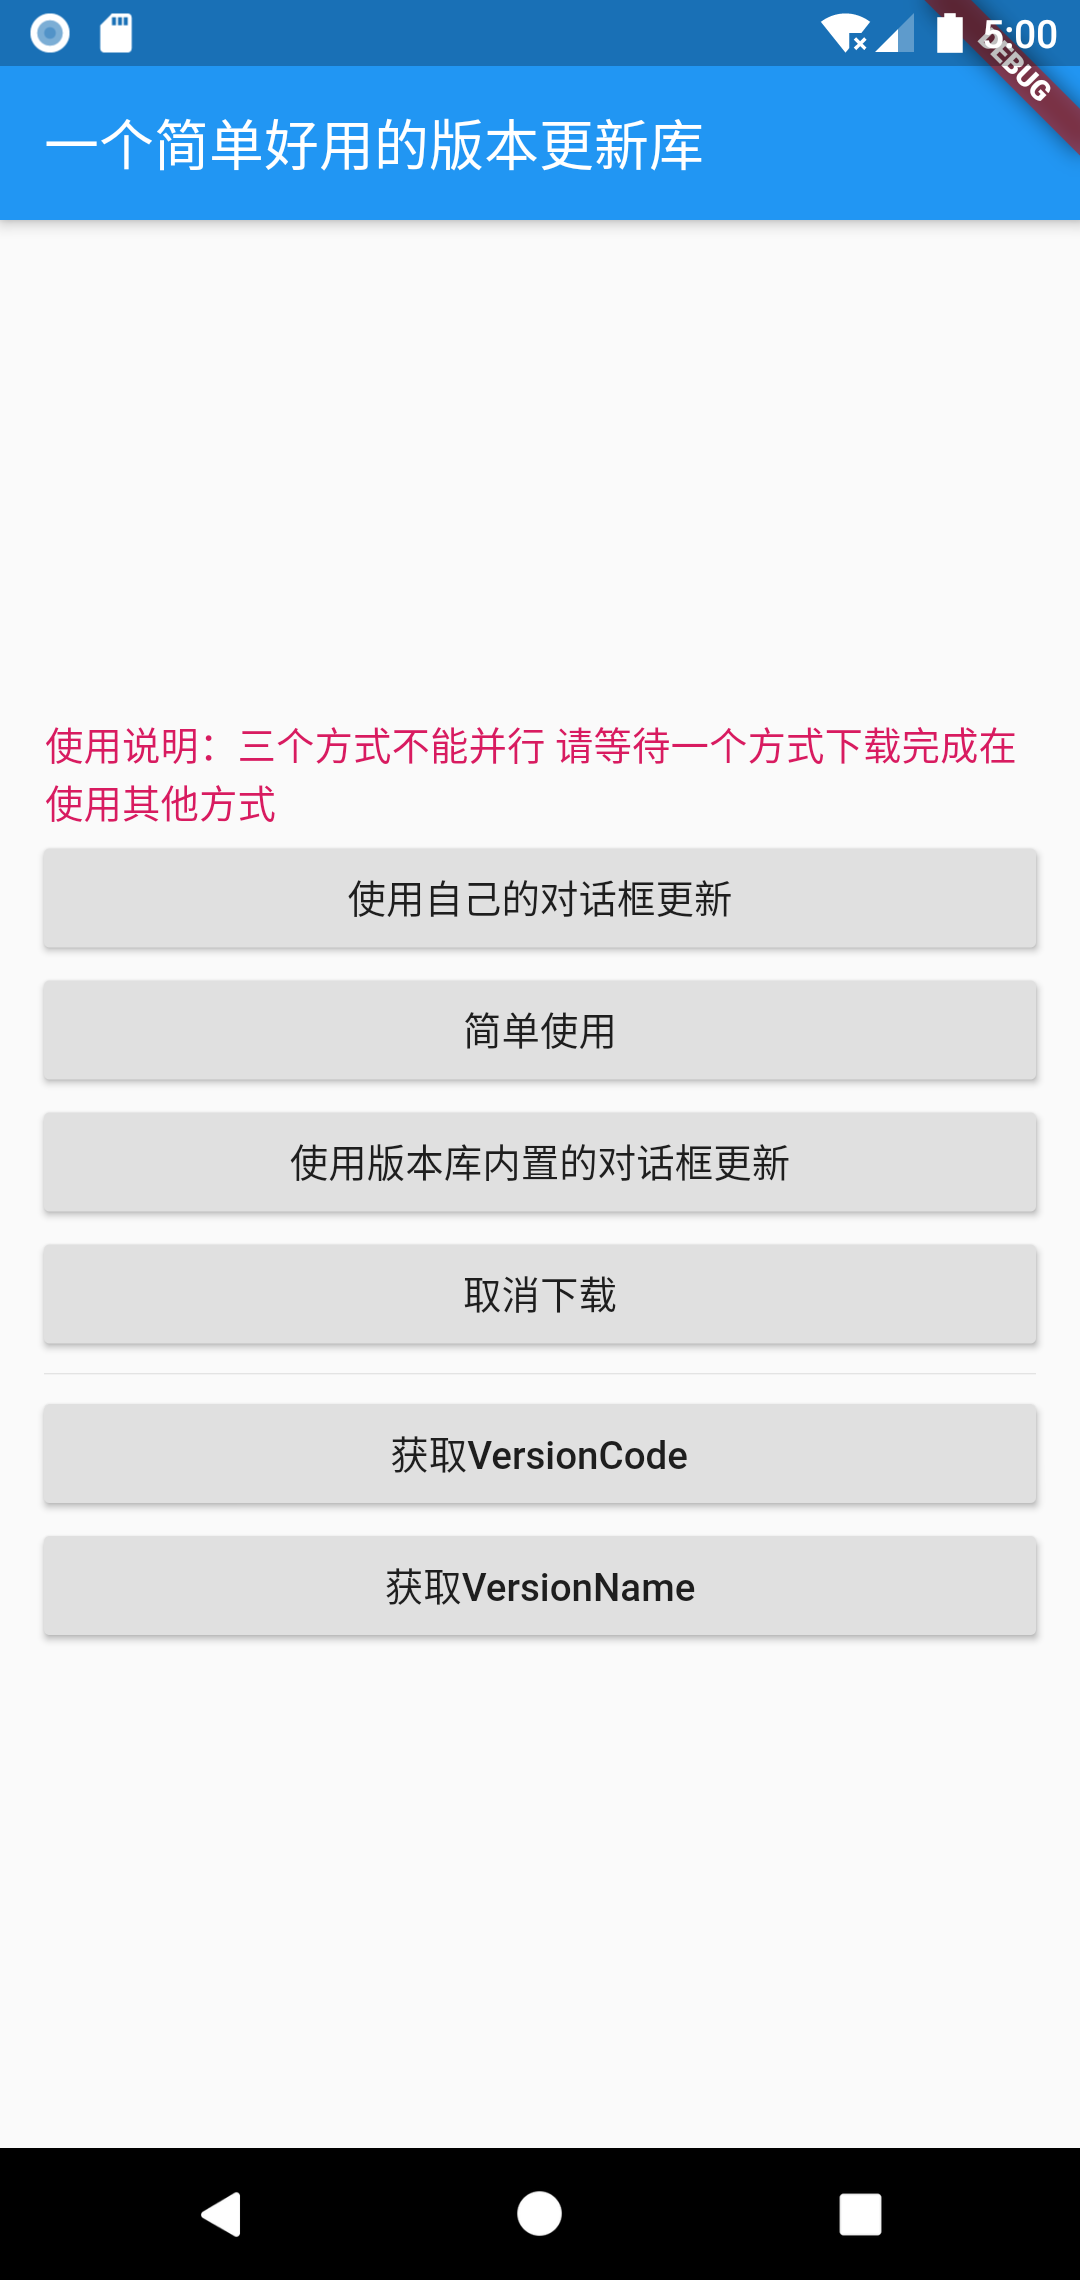 5:00
DEBUG
一个简单好用的版本更新库
使用说明：三个方式不能并行 请等待一个方式下载完成在
使用其他方式
使用自己的对话框更新
简单使用
使用版本库内置的对话框更新
取消下载
获取VersionCode
获取VersionName